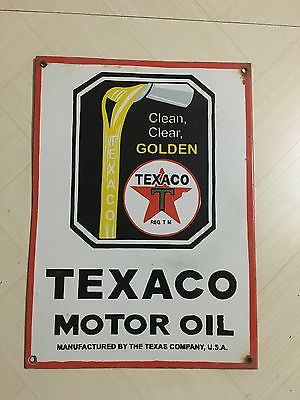 Clean,
Clear,
GOLDEN
TEXACO
TEXACO
T
REG T M
TEXACO
MOTOR OIL
MANUFACTURED BY THE TEXAS COMPANY, U.S.A.